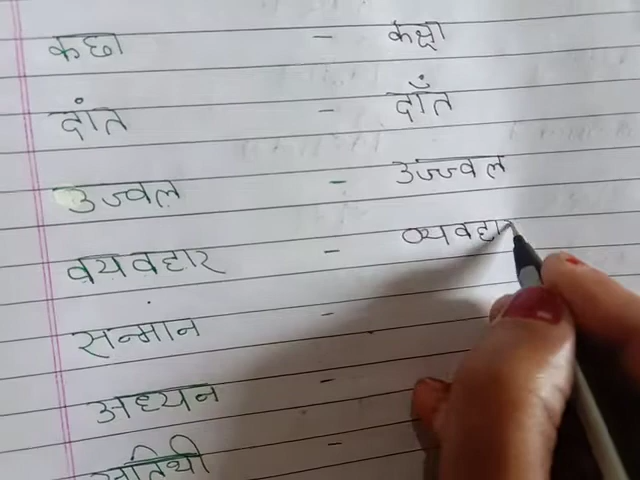 कछा - कक्षा
दांत - दाँत
उज्वल - उज्ज्वल
वयवहार - व्यवहा
सन्मान -
अध्यन -
अतिथी -